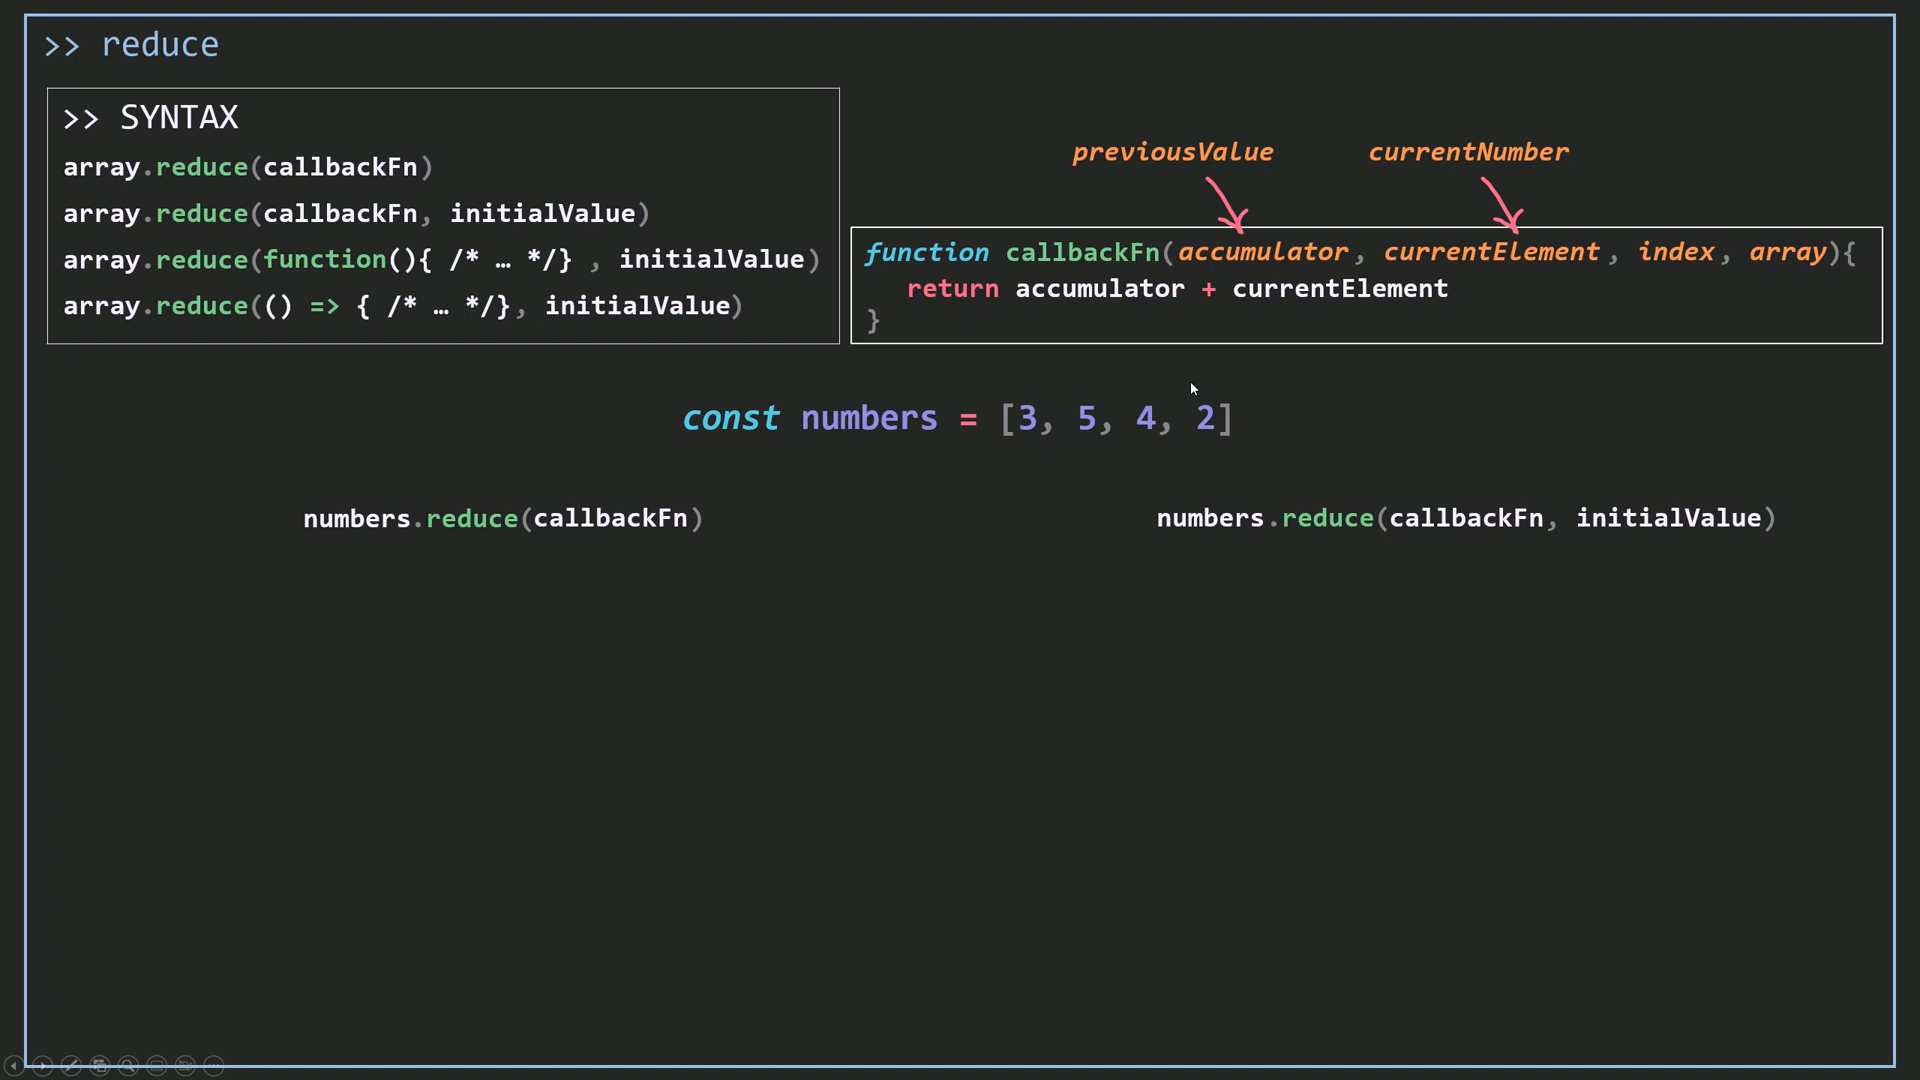 >> reduce
>> SYNTAX
array.reduce(callbackFn)
array.reduce(callbackFn, initialValue)
array.reduce(function(){ /* … */} , initialValue)
array.reduce(() => { /* … */}, initialValue)
previousValue currentNumber
function callbackFn(accumulator, currentElement, index, array){
return accumulator + currentElement
}
const numbers = [3, 5, 4, 2]
numbers.reduce(callbackFn)
numbers.reduce(callbackFn, initialValue)